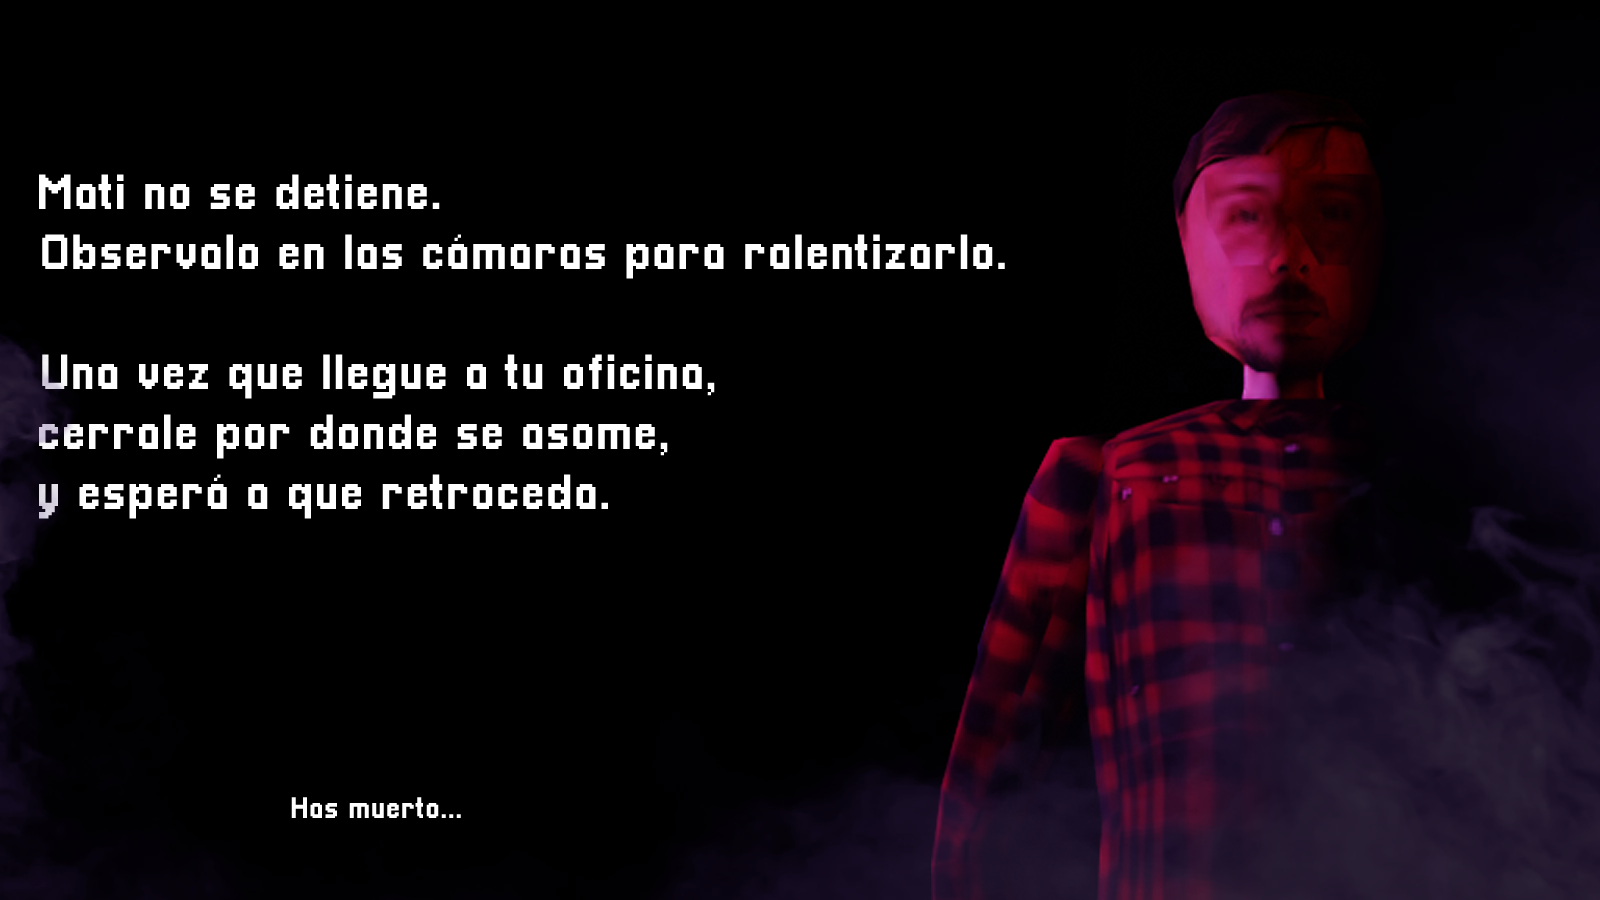 Mati no se detiene.
Observalo en las cámaras para ralentizarlo.
Una vez que llegue a tu oficina,
cerrale por donde se asome,
y esperá a que retroceda.
Has muerto...